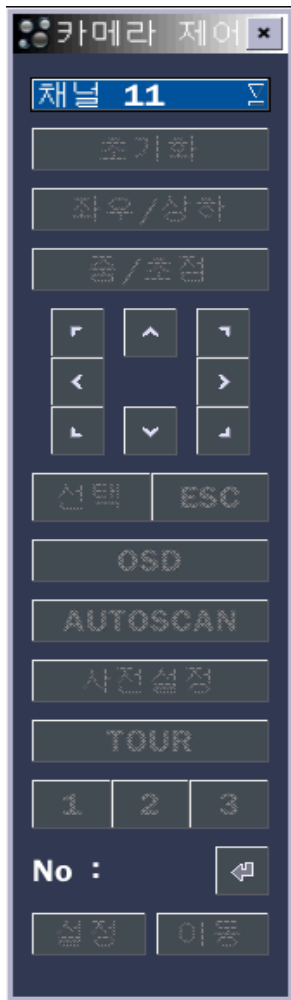 카메라 제어
채널 11
초기화
좌우/상하
줌/초점
선택 ESC
OSD
AUTOSCAN
사전설정
TOUR
1 2 3
No :
설정 이동